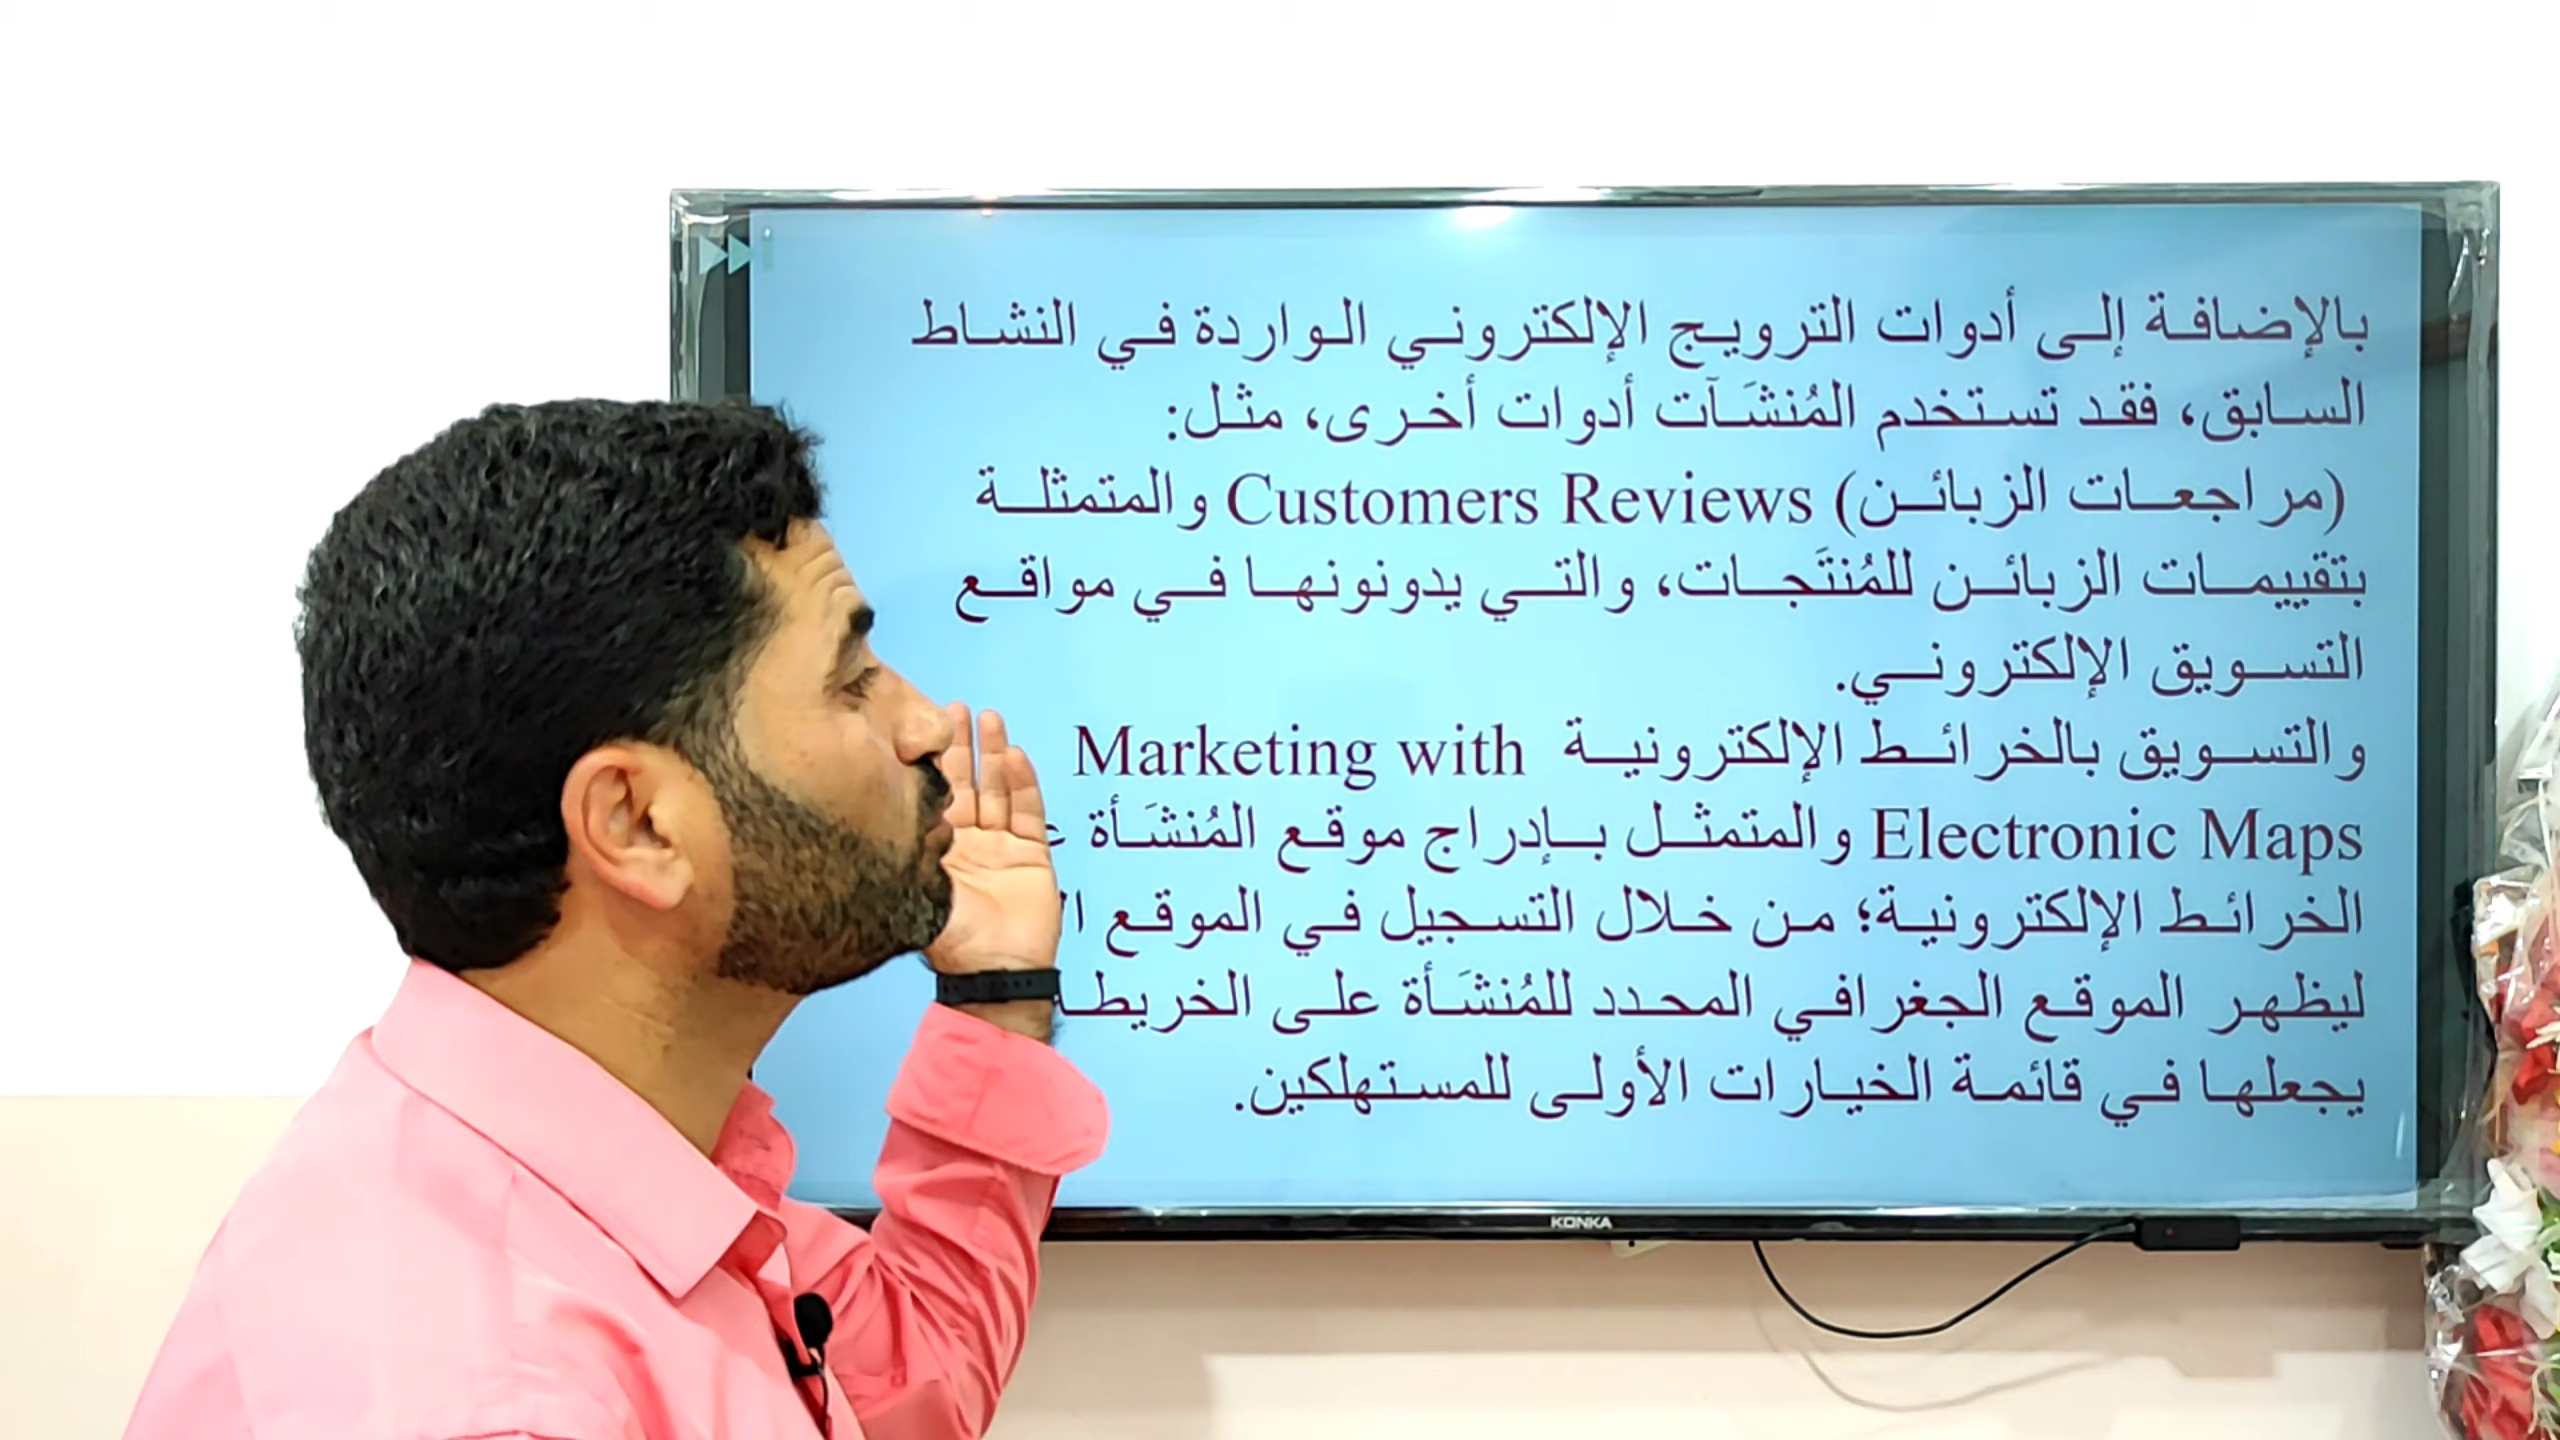 بالإضافة إلى أدوات الترويج الإلكتروني الواردة في النشاط
السابق، فقد تستخدم المُنشَآت أدوات أخرى، مثل:
(مراجعات الزبائن) Customers Reviews والمتمثلة
بتقييمات الزبائن للمُنتَجات، والتي يدونونها في مواقع
التسويق الإلكتروني.
والتسويق بالخرائط الإلكترونية Marketing with
Electronic Maps والمتمثل بإدراج موقع المُنشَأة
الخرائط الإلكترونية؛ من خلال التسجيل في الموقع
ليظهر الموقع الجغرافي المحدد للمُنشَأة على الخريطة
يجعلها في قائمة الخيارات الأولى للمستهلكين.
KONKA